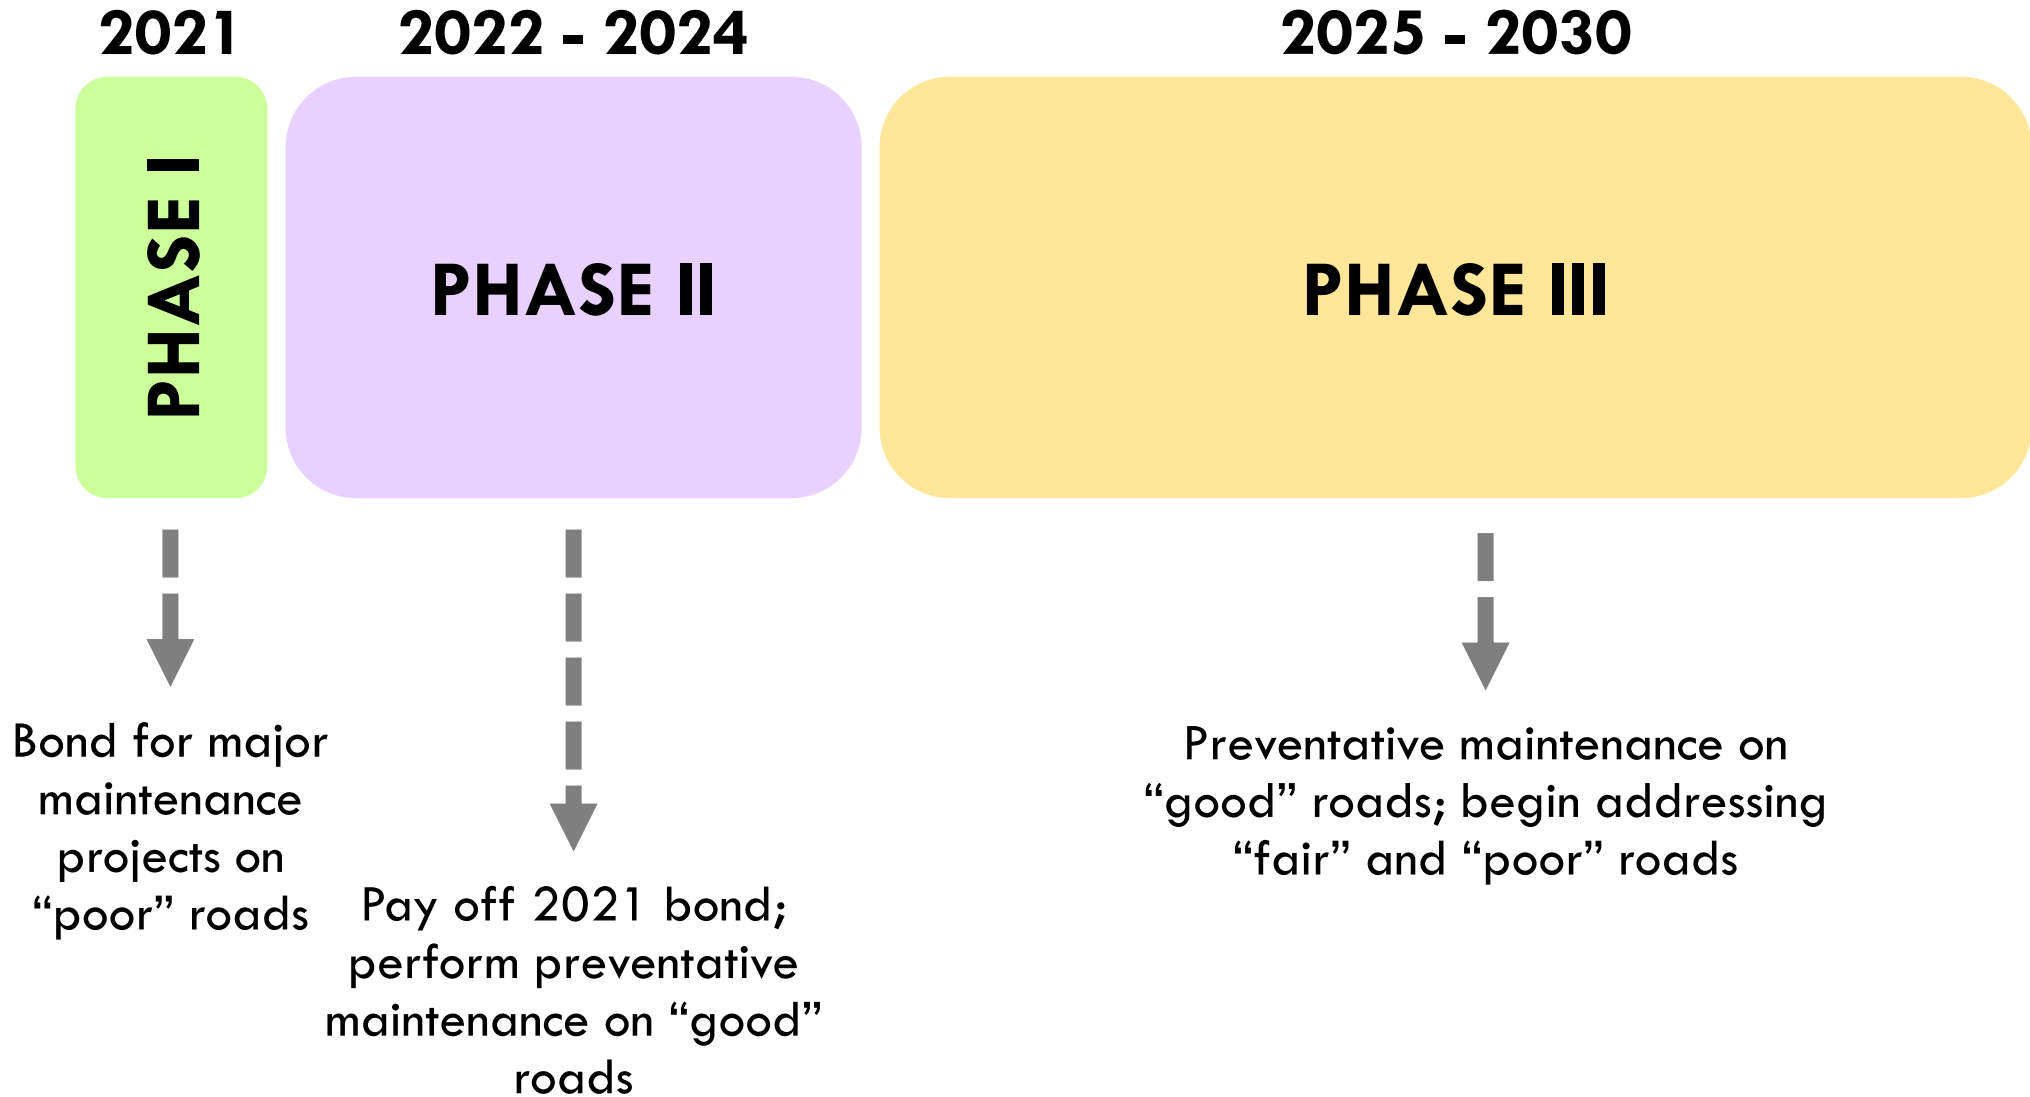 2021
2022 - 2024
2025 - 2030
PHASE I
PHASE II
PHASE III
Bond for major
maintenance
projects on
“poor” roads
Pay off 2021 bond;
perform preventative
maintenance on “good”
roads
Preventative maintenance on
“good” roads; begin addressing
“fair” and “poor” roads